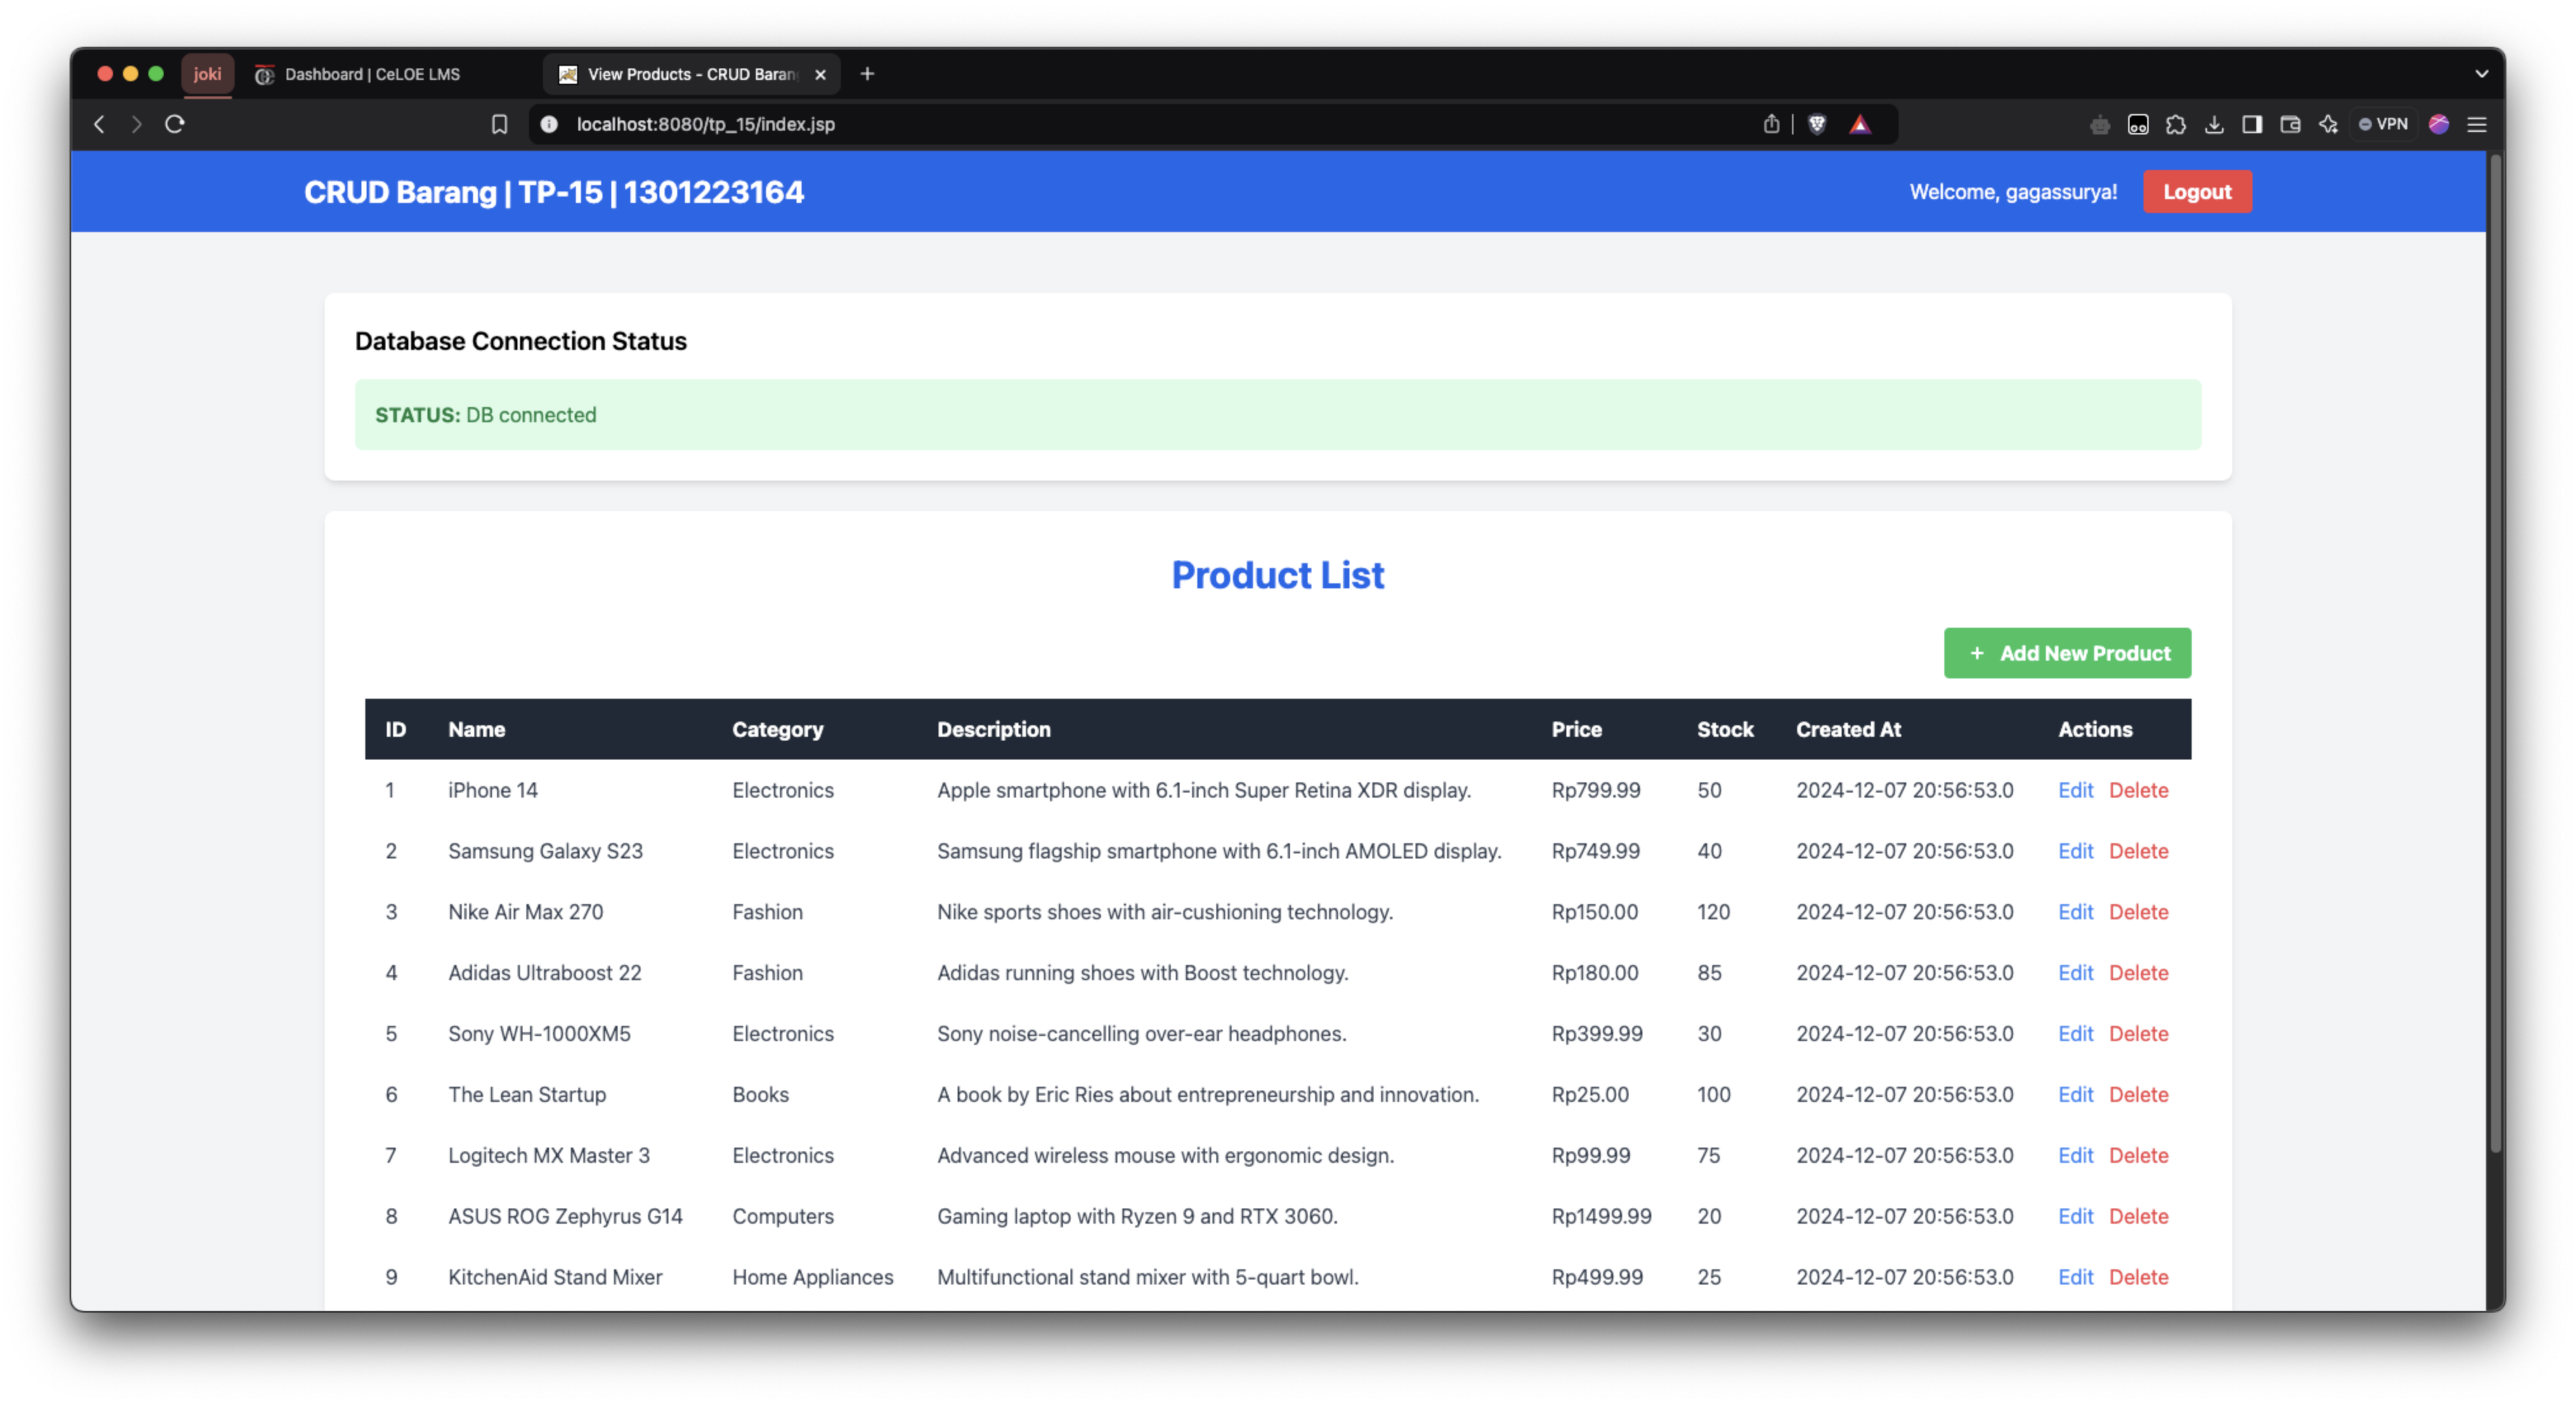 joki Dashboard | CeLOE LMS View Products - CRUD Baran
localhost:8080/tp_15/index.jsp VPN
CRUD Barang | TP-15 | 1301223164 Welcome, gagassurya! Logout
Database Connection Status
STATUS: DB connected
Product List
+ Add New Product
ID Name Category Description Price Stock Created At Actions
1 iPhone 14 Electronics Apple smartphone with 6.1-inch Super Retina XDR display. Rp799.99 50 2024-12-07 20:56:53.0 Edit Delete
2 Samsung Galaxy S23 Electronics Samsung flagship smartphone with 6.1-inch AMOLED display. Rp749.99 40 2024-12-07 20:56:53.0 Edit Delete
3 Nike Air Max 270 Fashion Nike sports shoes with air-cushioning technology. Rp150.00 120 2024-12-07 20:56:53.0 Edit Delete
4 Adidas Ultraboost 22 Fashion Adidas running shoes with Boost technology. Rp180.00 85 2024-12-07 20:56:53.0 Edit Delete
5 Sony WH-1000XM5 Electronics Sony noise-cancelling over-ear headphones. Rp399.99 30 2024-12-07 20:56:53.0 Edit Delete
6 The Lean Startup Books A book by Eric Ries about entrepreneurship and innovation. Rp25.00 100 2024-12-07 20:56:53.0 Edit Delete
7 Logitech MX Master 3 Electronics Advanced wireless mouse with ergonomic design. Rp99.99 75 2024-12-07 20:56:53.0 Edit Delete
8 ASUS ROG Zephyrus G14 Computers Gaming laptop with Ryzen 9 and RTX 3060. Rp1499.99 20 2024-12-07 20:56:53.0 Edit Delete
9 KitchenAid Stand Mixer Home Appliances Multifunctional stand mixer with 5-quart bowl. Rp499.99 25 2024-12-07 20:56:53.0 Edit Delete